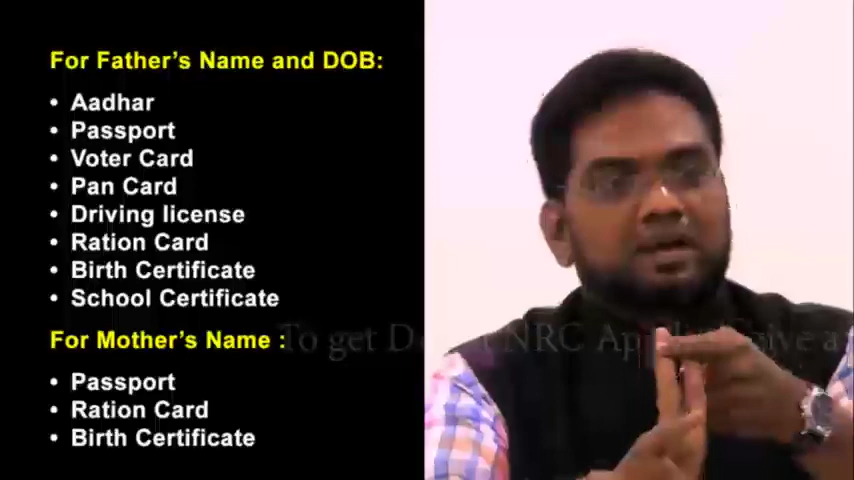 For Father's Name and DOB:
• Aadhar
• Passport
• Voter Card
• Pan Card
• Driving license
• Ration Card
• Birth Certificate
• School Certificate
For Mother's Name :
To get NRC give a
• Passport
• Ration Card
• Birth Certificate